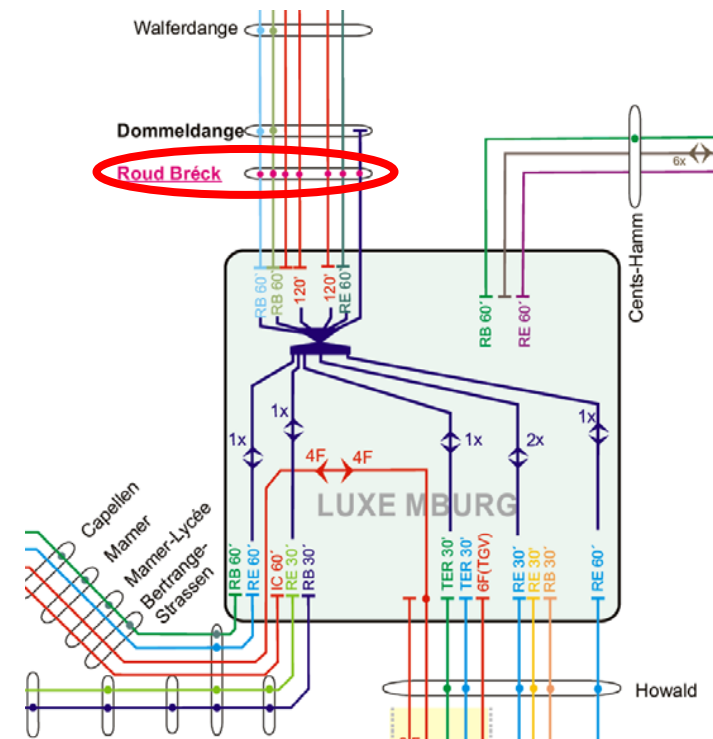 Walferdange
Dommeldange
Roud Bréck
6x
Cents-Hamm
RB 60´
RB 60´
120´
120´
RE 60´
RB 60´
RE 60´
1x
1x
1x
2x
1x
4F
4F
LUXE MBURG
Capellen
Mamer
Mamer-Lycée
Bertrange-
Strassen
RB 60´
RE 60´
IC 60´
RE 30´
RB 30´
TER 30´
TER 30´
6F(TGV)
RE 30´
RE 30´
RB 30´
RE 60´
Howald